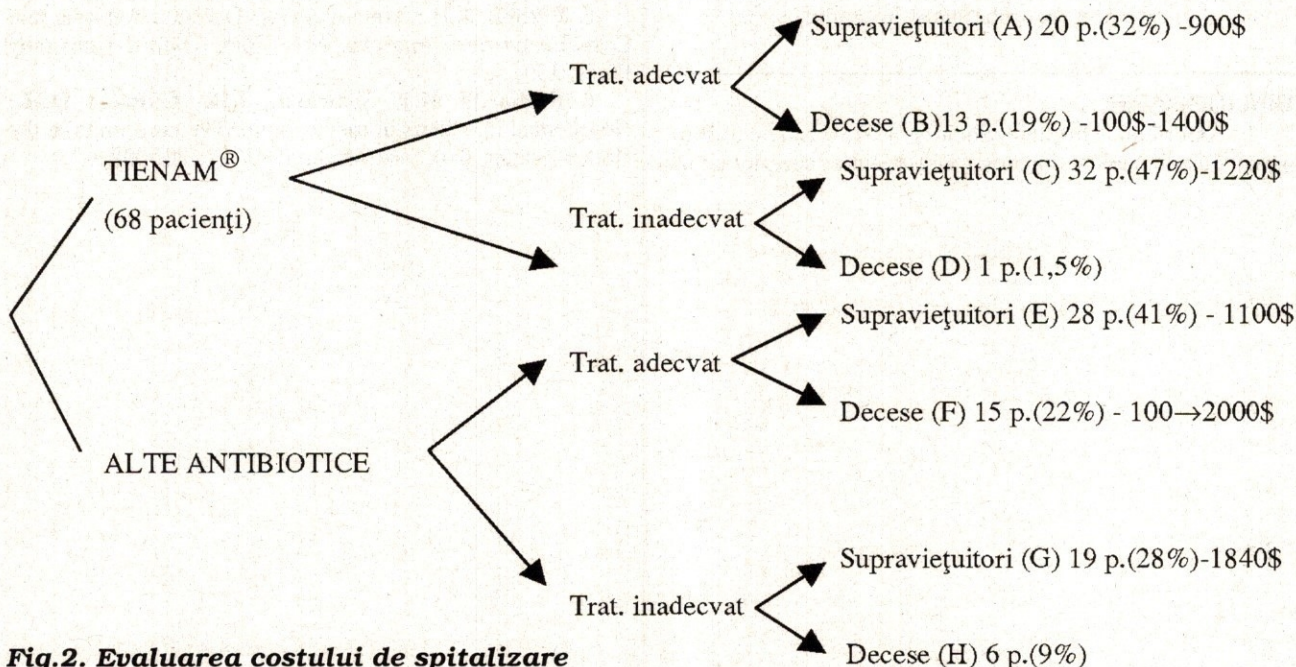 Supravieţuitori (A) 20 p.(32%) -900$
Trat. adecvat
Decese (B)13 p.(19%) -100$-1400$
TIENAM®
(68 pacienţi)
Supravieţuitori (C) 32 p.(47%)-1220$
Trat. inadecvat
Decese (D) 1 p.(1,5%)
Supravieţuitori (E) 28 p.(41%) - 1100$
Trat. adecvat
Decese (F) 15 p.(22%) - 100→2000$
ALTE ANTIBIOTICE
Supravieţuitori (G) 19 p.(28%)-1840$
Trat. inadecvat
Decese (H) 6 p.(9%)
Fig.2. Evaluarea costului de spitalizare